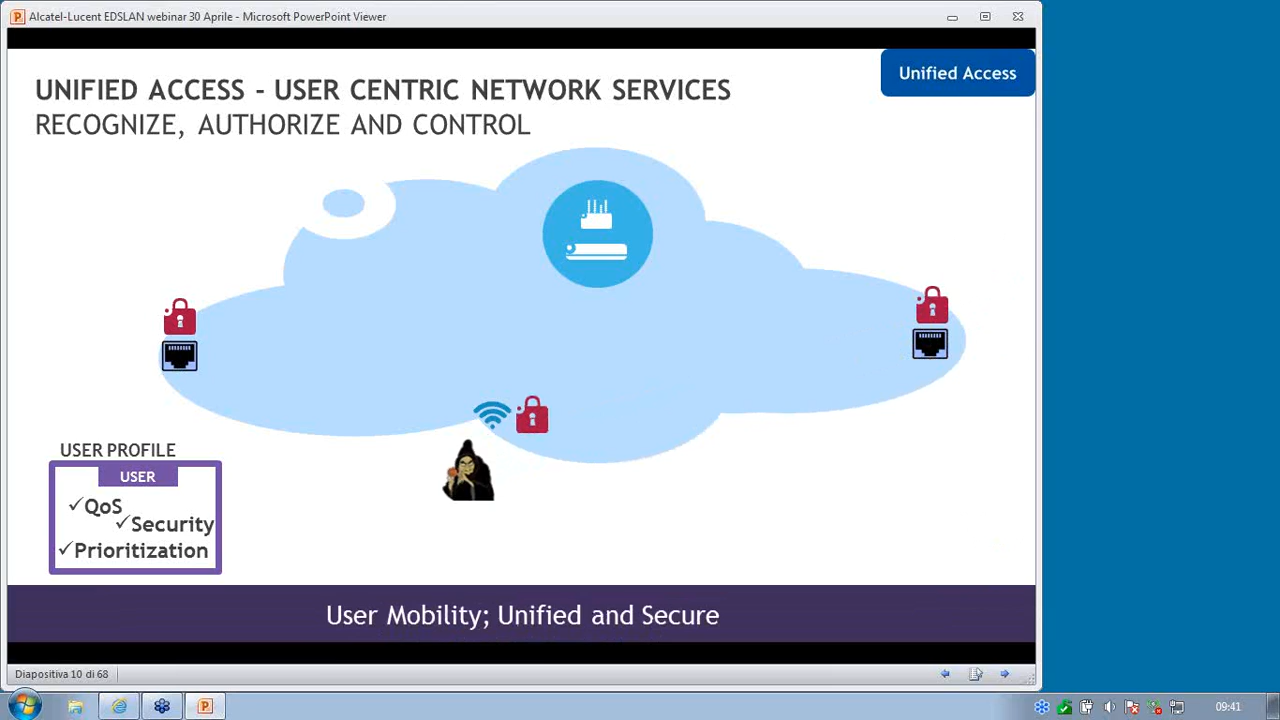 Alcatel-Lucent EDSLAN webinar 30 Aprile - Microsoft PowerPoint Viewer
Unified Access
UNIFIED ACCESS - USER CENTRIC NETWORK SERVICES
RECOGNIZE, AUTHORIZE AND CONTROL
USER PROFILE
USER
✓QoS
✓Security
✓Prioritization
User Mobility; Unified and Secure
Diapositiva 10 di 68
09:41